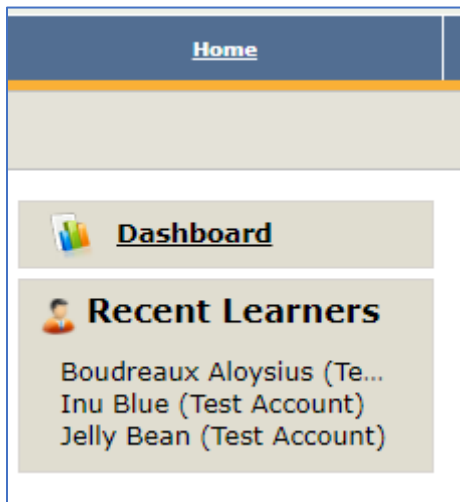 Home
Dashboard
Recent Learners
Boudreaux Aloysius (Te...
Inu Blue (Test Account)
Jelly Bean (Test Account)